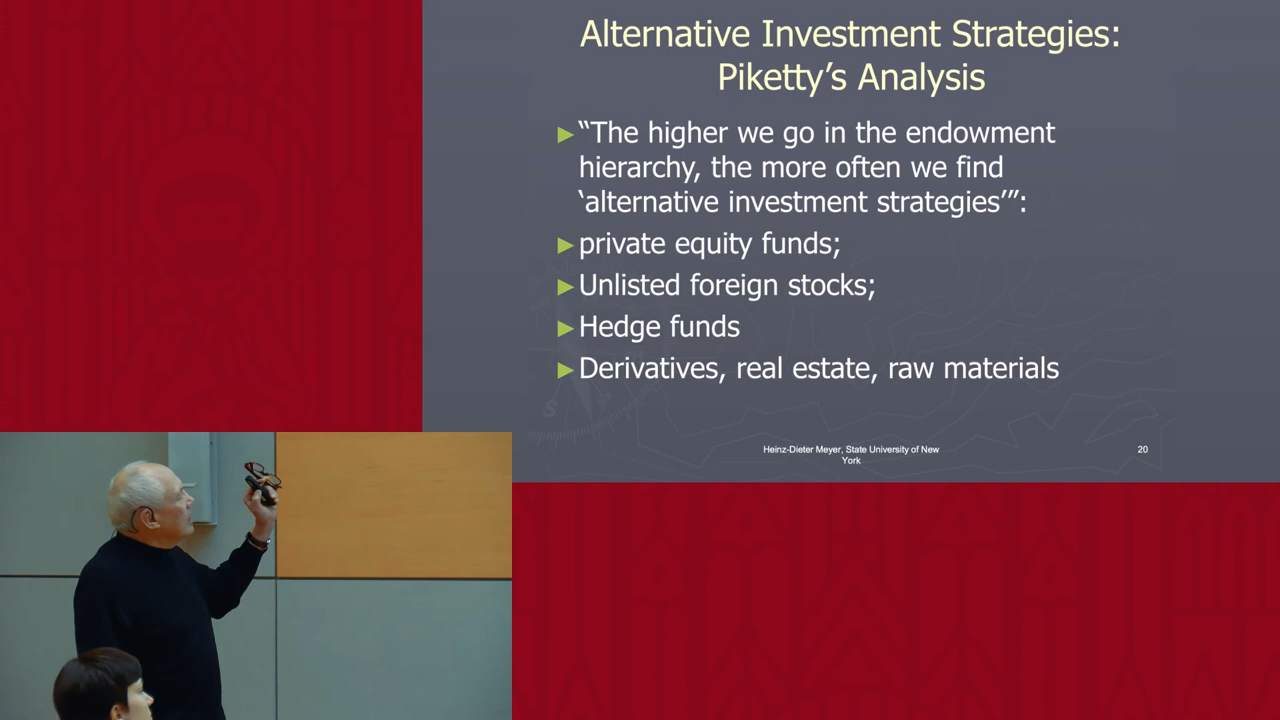 Alternative Investment Strategies:
Piketty’s Analysis
►“The higher we go in the endowment
hierarchy, the more often we find
‘alternative investment strategies’”:
►private equity funds;
►Unlisted foreign stocks;
►Hedge funds
►Derivatives, real estate, raw materials
Heinz-Dieter Meyer, State University of New
York
20